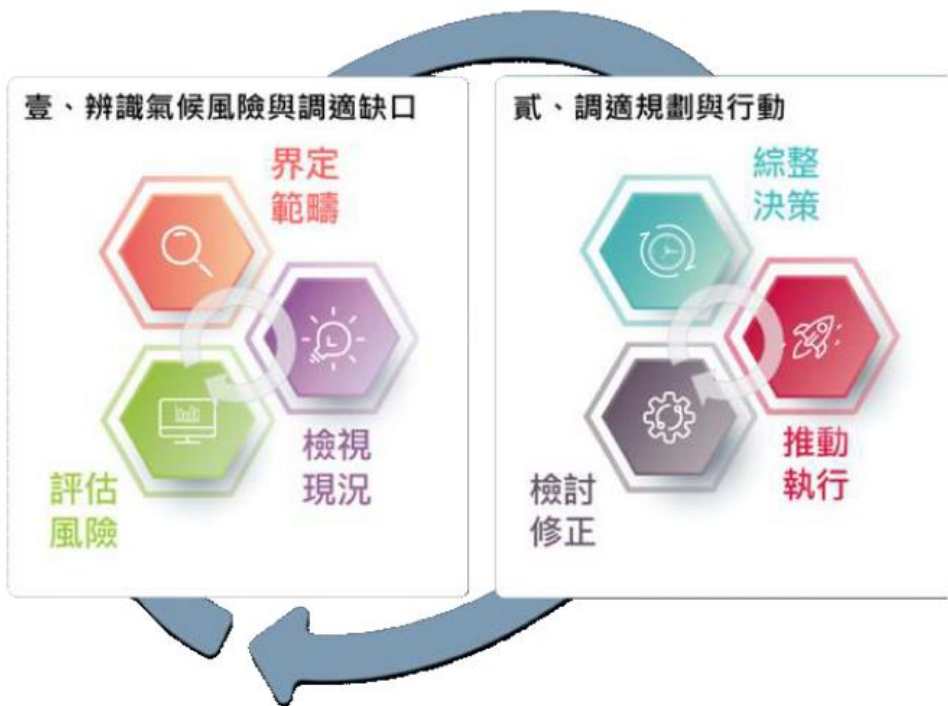 壹、辨識氣候風險與調適缺口
界定
範疇
檢視
現況
評估
風險
貳、調適規劃與行動
綜整
決策
推動
執行
檢討
修正